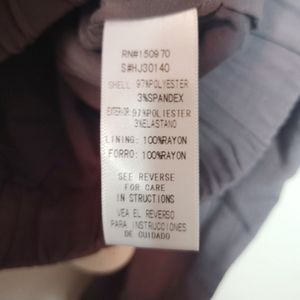 RN#150970
S#HJ30140
SHELL: 97%POLYESTER
3%SPANDEX
EXTERIOR:97%POLIESTER
3%ELASTANO
LINING: 100%RAYON
FORRO: 100%RAYON
SEE REVERSE
FOR CARE
IN STRUCTIONS
VEA EL REVERSO
PARA INSTRUCCIONES
DE CUIDADO